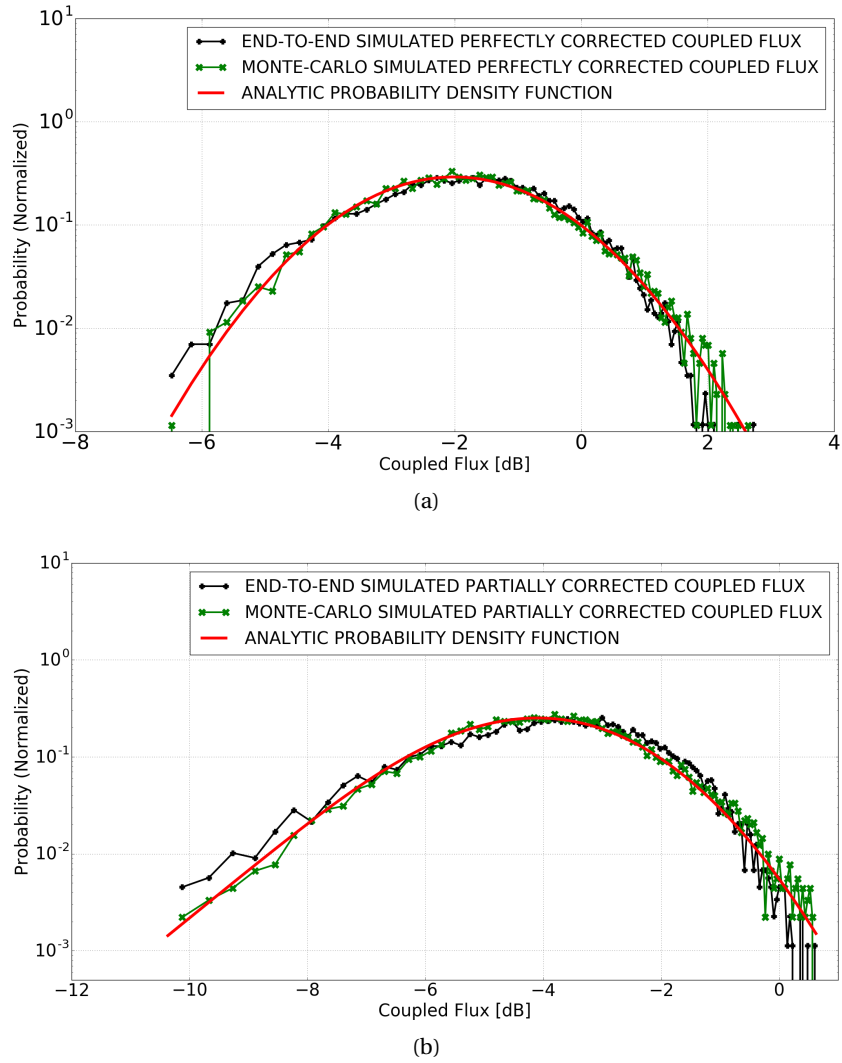 10^1
10^0
10^-1
10^-2
10^-3
Probability (Normalized)
END-TO-END SIMULATED PERFECTLY CORRECTED COUPLED FLUX
MONTE-CARLO SIMULATED PERFECTLY CORRECTED COUPLED FLUX
ANALYTIC PROBABILITY DENSITY FUNCTION
−8 −6 −4 −2 0 2 4
Coupled Flux [dB]
(a)
10^1
10^0
10^-1
10^-2
10^-3
Probability (Normalized)
END-TO-END SIMULATED PARTIALLY CORRECTED COUPLED FLUX
MONTE-CARLO SIMULATED PARTIALLY CORRECTED COUPLED FLUX
ANALYTIC PROBABILITY DENSITY FUNCTION
−12 −10 −8 −6 −4 −2 0
Coupled Flux [dB]
(b)